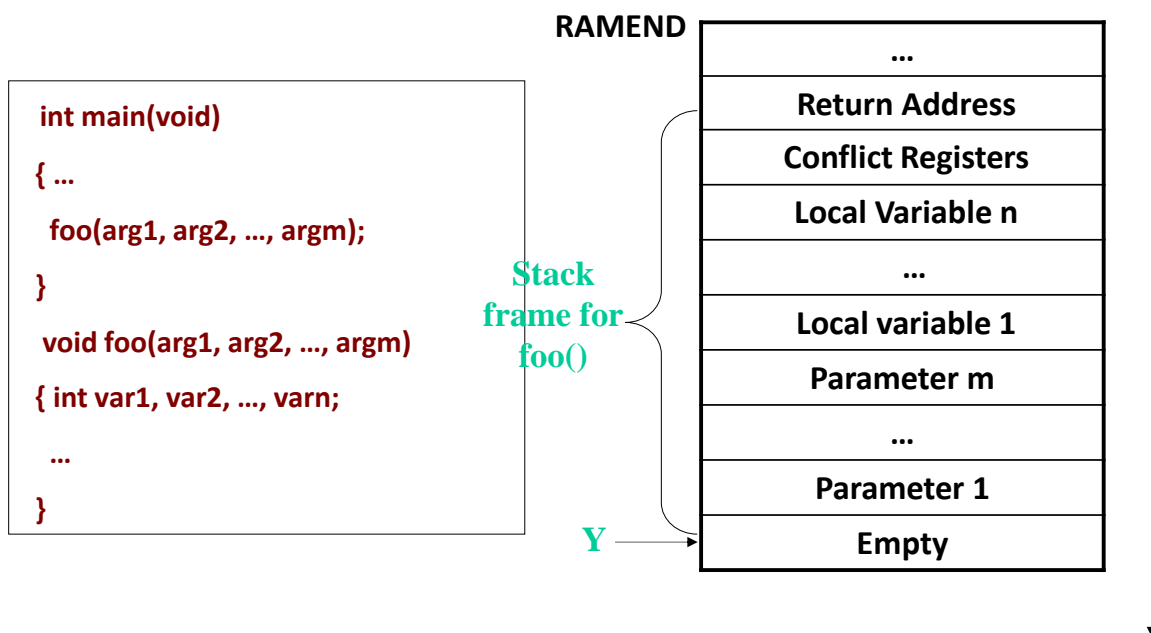 RAMEND
int main(void)
{ …
foo(arg1, arg2, …, argm);
}
void foo(arg1, arg2, …, argm)
{ int var1, var2, …, varn;
…
}
Stack
frame for
foo()
Y
…
Return Address
Conflict Registers
Local Variable n
…
Local variable 1
Parameter m
…
Parameter 1
Empty